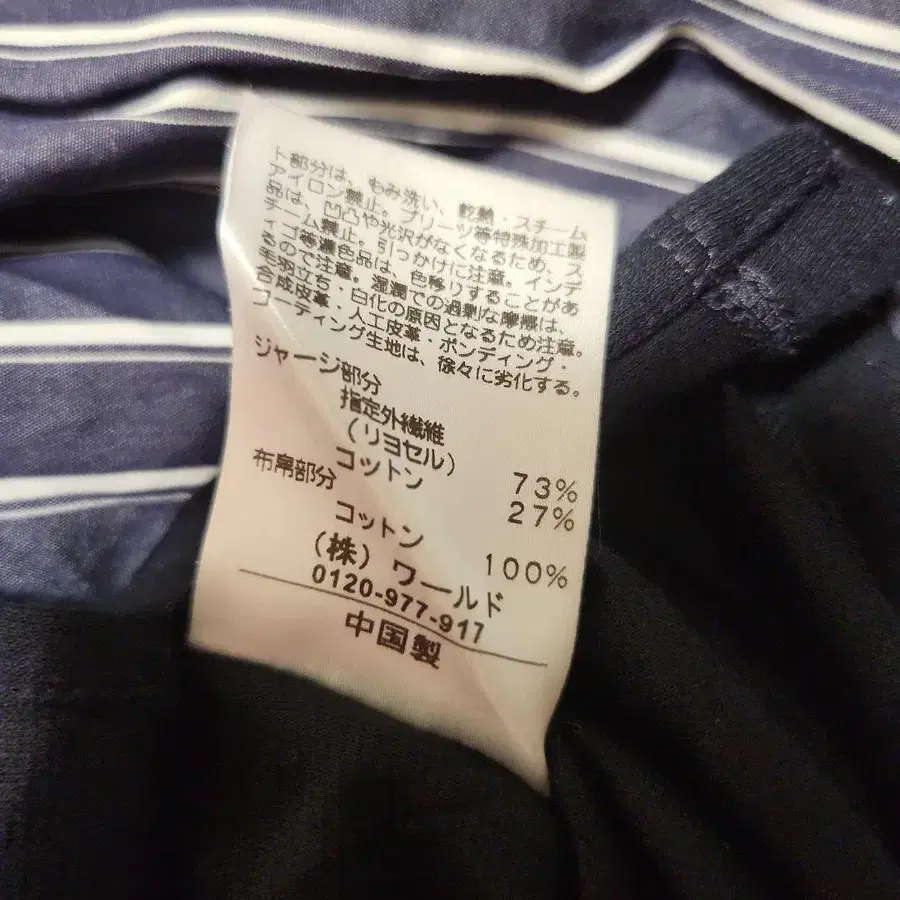 ト部分は、もみ洗い、乾熱・スチーム
アイロン禁止。プリーツ等特殊加工製
品は、凹凸や光沢がなくなるため、ス
チーム禁止。引っかけに注意。インデ
ィゴ等濃色品は、色移りすることがあ
るので注意。湿潤での過剰な摩擦は、
毛羽立ち・白化の原因となるため注意。
合成皮革・人工皮革・ボンディング・
コーティング生地は、徐々に劣化する。
ジャージ部分
指定外繊維
(リヨセル) 73%
コットン 27%
布帛部分
コットン 100%
(株) ワールド
0120-977-917
中国製